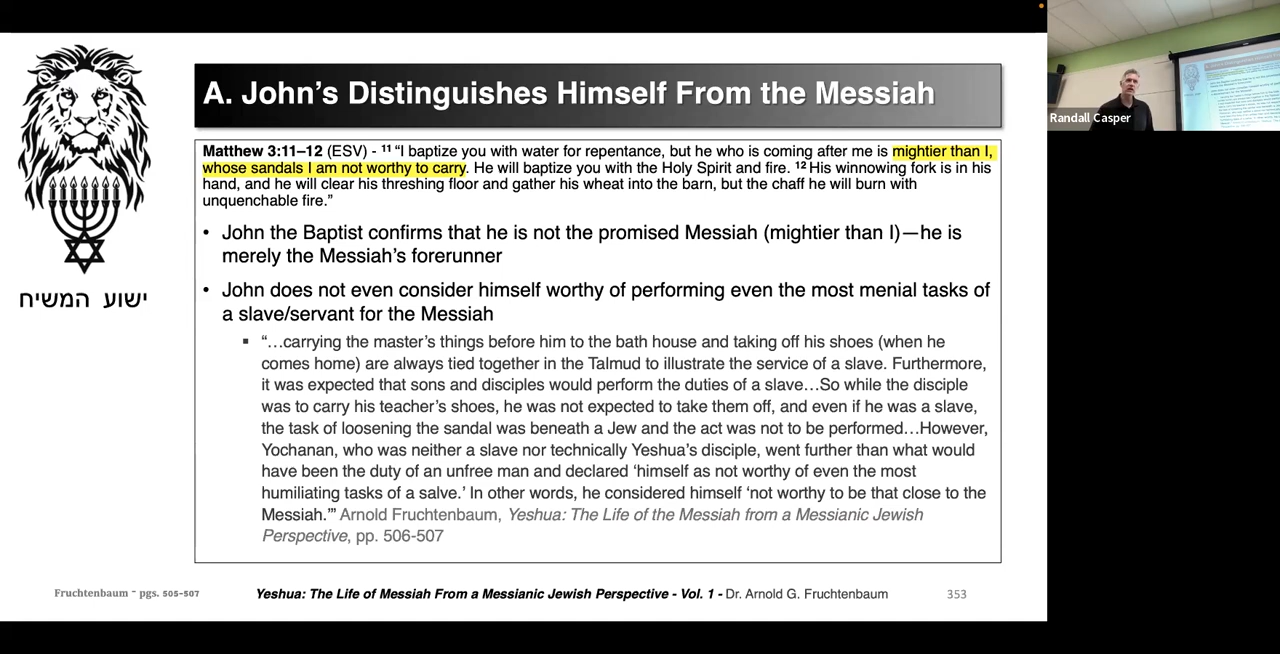 A. John's Distinguishes Himself From the Messiah
Matthew 3:11–12 (ESV) - 11 “I baptize you with water for repentance, but he who is coming after me is mightier than I,
whose sandals I am not worthy to carry. He will baptize you with the Holy Spirit and fire. 12 His winnowing fork is in his
hand, and he will clear his threshing floor and gather his wheat into the barn, but the chaff he will burn with
unquenchable fire.”
• John the Baptist confirms that he is not the promised Messiah (mightier than I)—he is
merely the Messiah’s forerunner
• John does not even consider himself worthy of performing even the most menial tasks of
a slave/servant for the Messiah
▪ “…carrying the master’s things before him to the bath house and taking off his shoes (when he
comes home) are always tied together in the Talmud to illustrate the service of a slave. Furthermore,
it was expected that sons and disciples would perform the duties of a slave…So while the disciple
was to carry his teacher’s shoes, he was not expected to take them off, and even if he was a slave,
the task of loosening the sandal was beneath a Jew and the act was not to be performed…However,
Yochanan, who was neither a slave nor technically Yeshua’s disciple, went further than what would
have been the duty of an unfree man and declared ‘himself as not worthy of even the most
humiliating tasks of a salve.’ In other words, he considered himself ‘not worthy to be that close to the
Messiah.’” Arnold Fruchtenbaum, Yeshua: The Life of the Messiah from a Messianic Jewish
Perspective, pp. 506-507
ישוע המשיח
Fruchtenbaum - pgs. 505-507
Yeshua: The Life of Messiah From a Messianic Jewish Perspective - Vol. 1 - Dr. Arnold G. Fruchtenbaum
353
Randall Casper